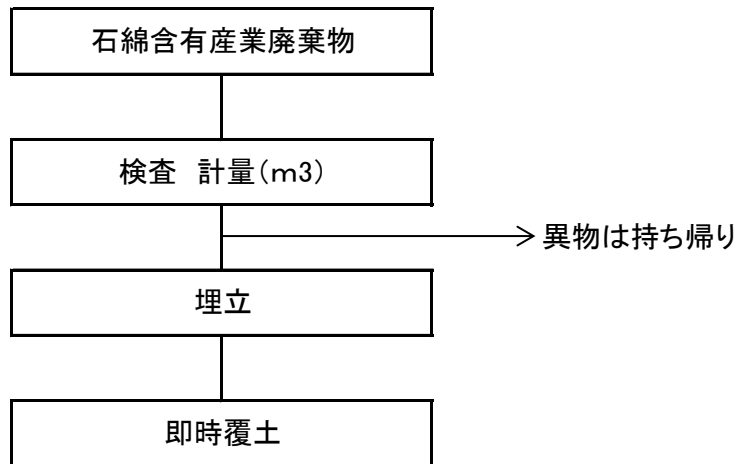 石綿含有産業廃棄物
検査　計量（ｍ3）
異物は持ち帰り
埋立
即時覆土